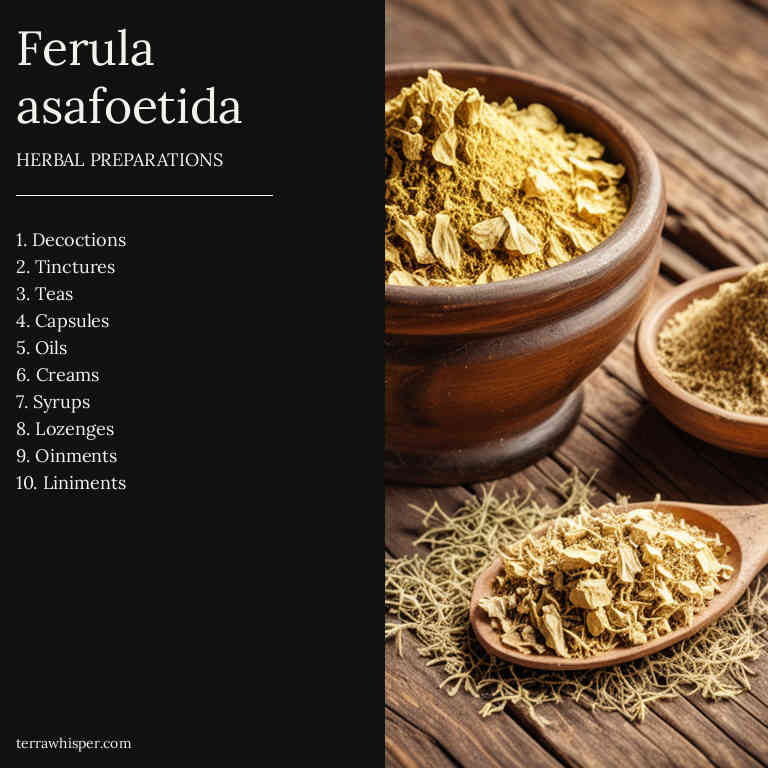 Ferula
asafoetida
HERBAL PREPARATIONS
1. Decoctions
2. Tinctures
3. Teas
4. Capsules
5. Oils
6. Creams
7. Syrups
8. Lozenges
9. Oinments
10. Liniments
terrawhisper.com